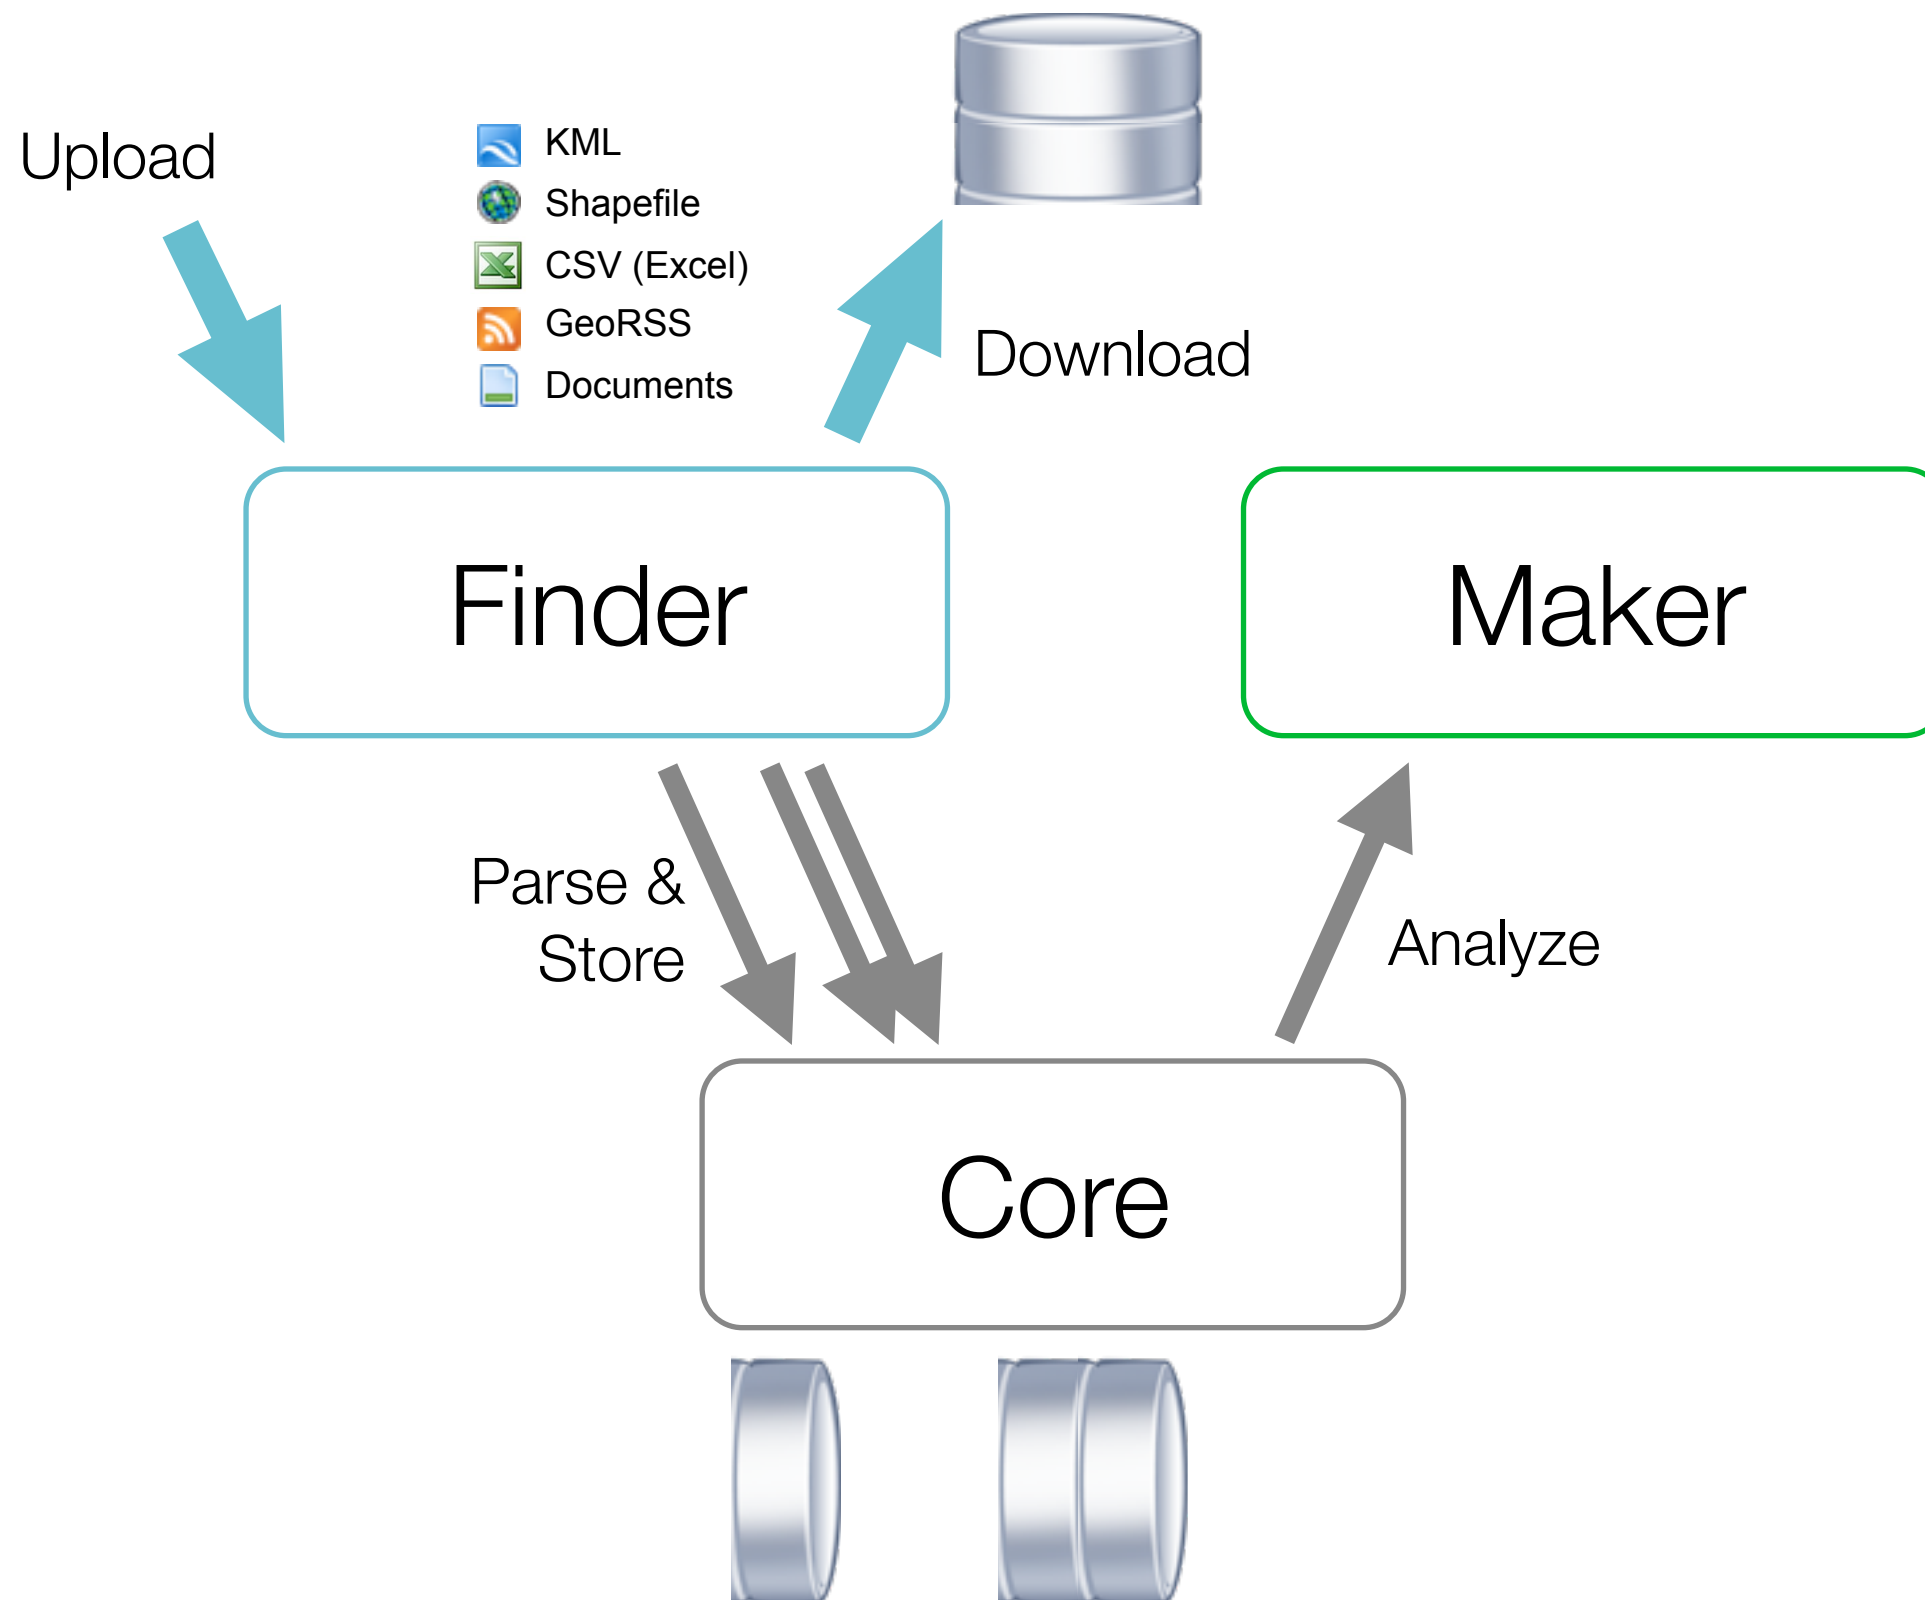 Upload
KML
Shapefile
CSV (Excel)
GeoRSS
Documents
Download
Finder
Maker
Parse &
Store
Analyze
Core